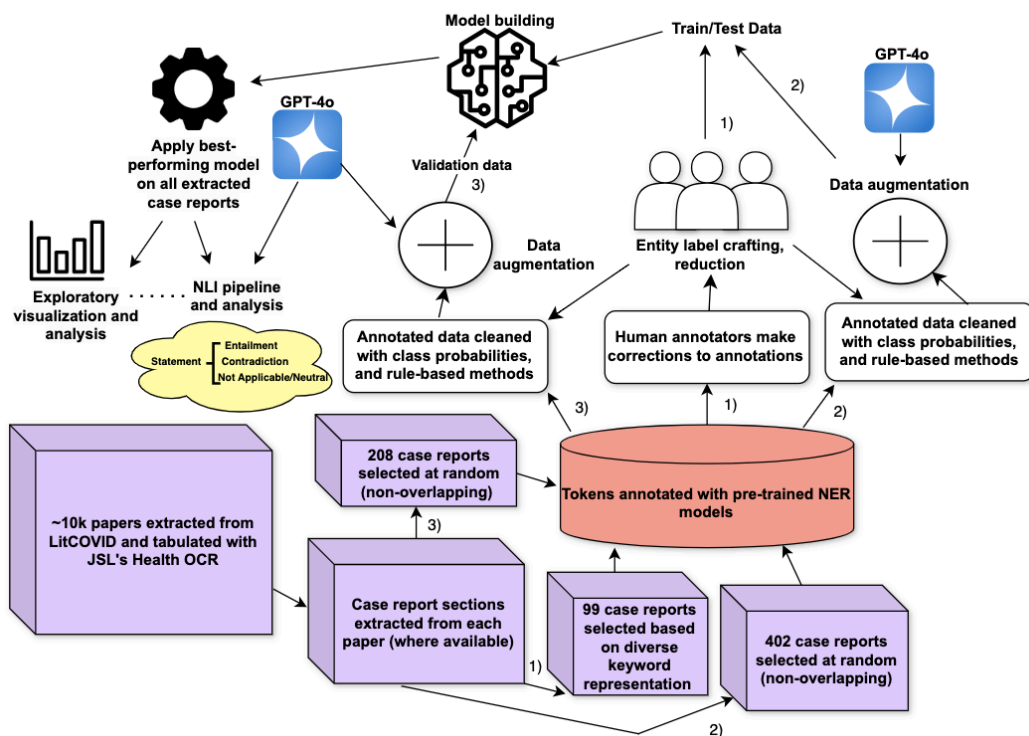 Model building
Train/Test Data
GPT-4o
2)
GPT-4o
1)
Apply best-
performing model
on all extracted
case reports
Validation data
3)
Data augmentation
Data
augmentation
Entity label crafting,
reduction
Exploratory
visualization and
analysis
NLI pipeline
and analysis
Statement
Entailment
Contradiction
Not Applicable/Neutral
Annotated data cleaned
with class probabilities,
and rule-based methods
Human annotators make
corrections to annotations
Annotated data cleaned
with class probabilities,
and rule-based methods
3)
1)
2)
~10k papers extracted from
LitCOVID and tabulated with
JSL's Health OCR
208 case reports
selected at random
(non-overlapping)
Tokens annotated with pre-trained NER
models
3)
Case report sections
extracted from each
paper (where available)
99 case reports
selected based
on diverse
keyword
representation
402 case reports
selected at random
(non-overlapping)
1)
2)